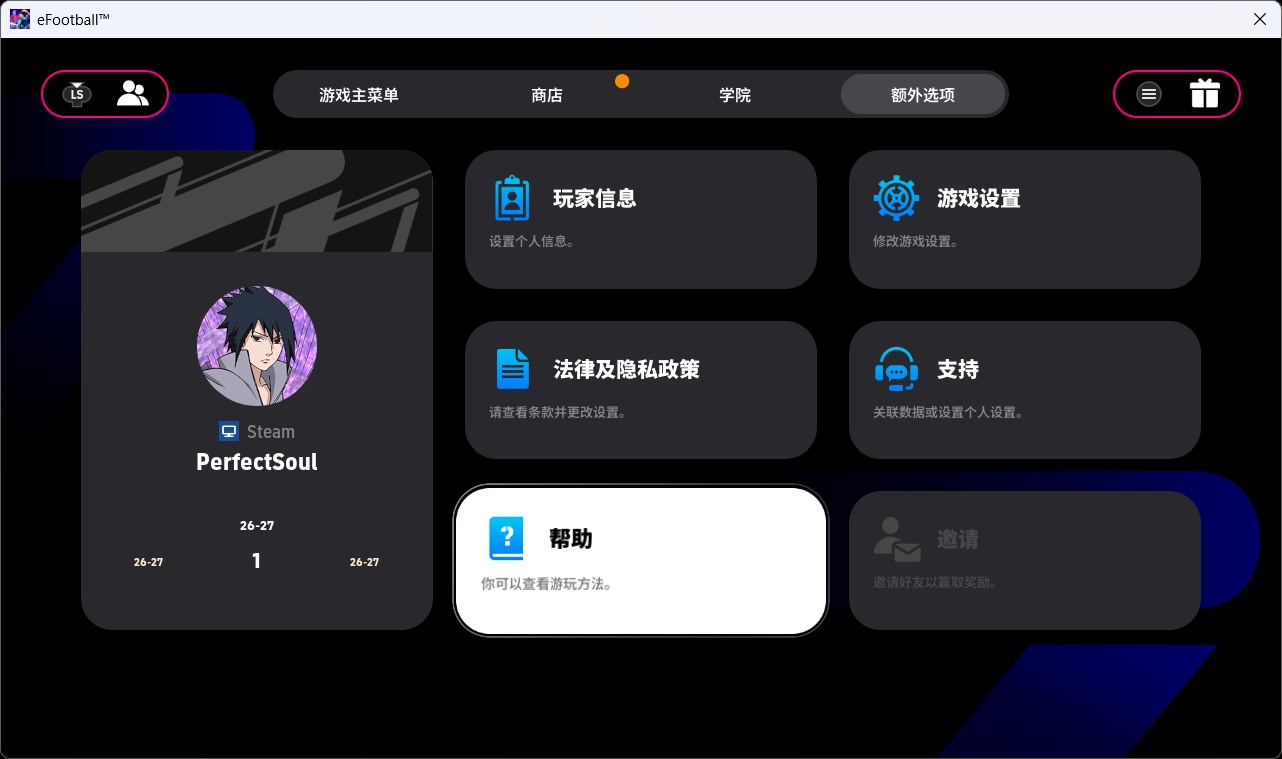 eFootball™
LS
游戏主菜单
商店
学院
额外选项
玩家信息
设置个人信息。
游戏设置
修改游戏设置。
法律及隐私政策
请查看条款并更改设置。
支持
关联数据或设置个人设置。
Steam
PerfectSoul
26-27
26-27
1
26-27
帮助
你可以查看游玩方法。
邀请
邀请好友以赢取奖励。